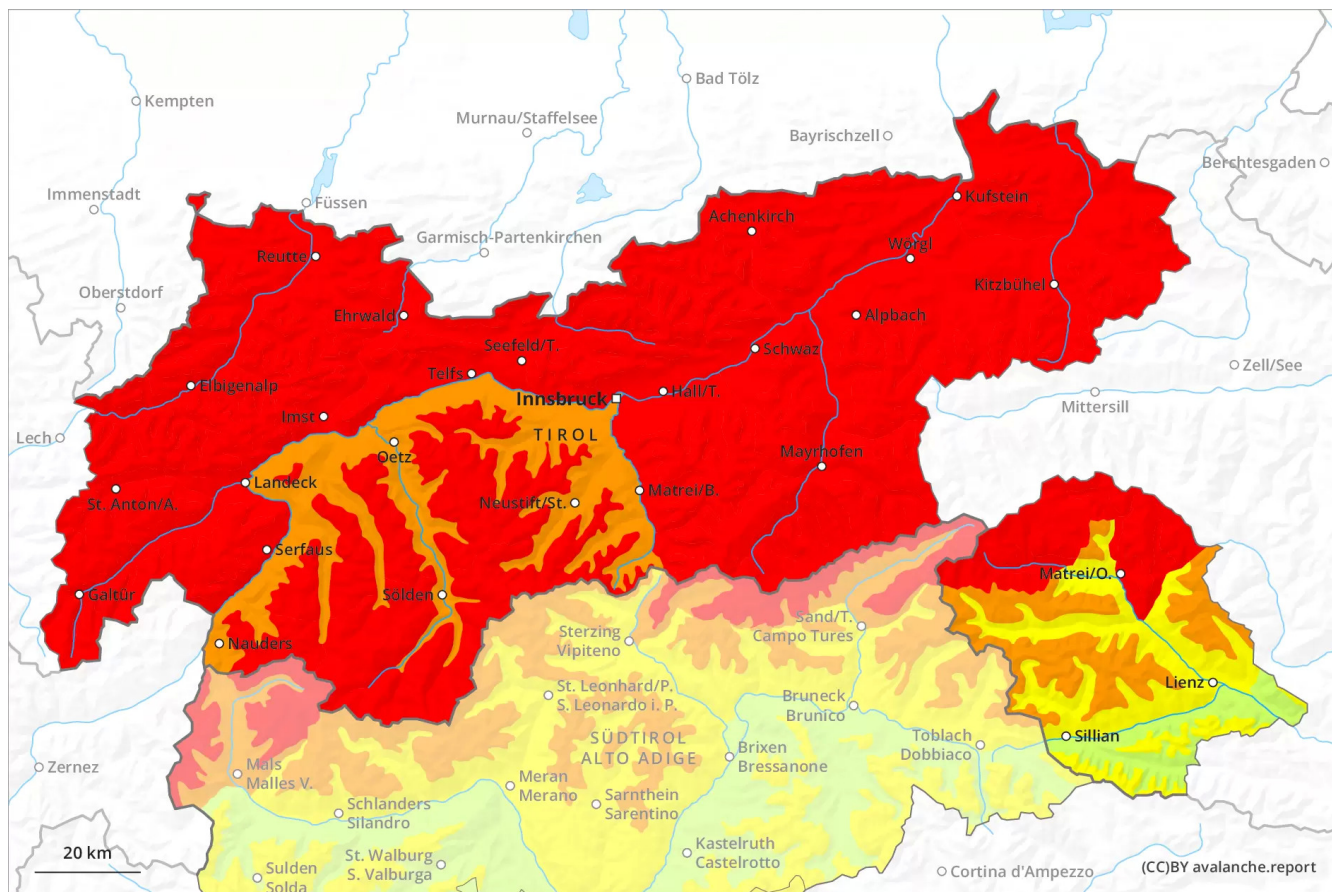 Bad Tölz
Kempten
Murnau/Staffelsee
Bayrischzell
Berchtesgaden
Immenstadt
Füssen
Kufstein
Achenkirch
Garmisch-Partenkirchen
Wörgl
Reutte
Oberstdorf
Kitzbühel
Ehrwald
Alpbach
Seefeld/T.
Schwaz
Telfs
Zell/See
Elbigenalp
Hall/T.
Innsbruck
Mittersill
Imst
TIROL
Lech
Oetz
Mayrhofen
Landeck
St. Anton/A.
Neustift/St.
Matrei/B.
Serfaus
Matrei/O.
Galtür
Sölden
Sand/T.
Campo Tures
Sterzing
Vipiteno
Nauders
Lienz
St. Leonhard/P.
S. Leonardo i. P.
Bruneck
Brunico
SÜDTIROL
ALTO ADIGE
Toblach
Dobbiaco
Sillian
Brixen
Bressanone
Zernez
Mals
Malles V.
Meran
Merano
Sarnthein
Sarentino
Schlanders
Silandro
Kastelruth
Castelrotto
20 km
St. Walburg
S. Valburga
Sulden
Solda
Cortina d'Ampezzo
(CC)BY avalanche.report